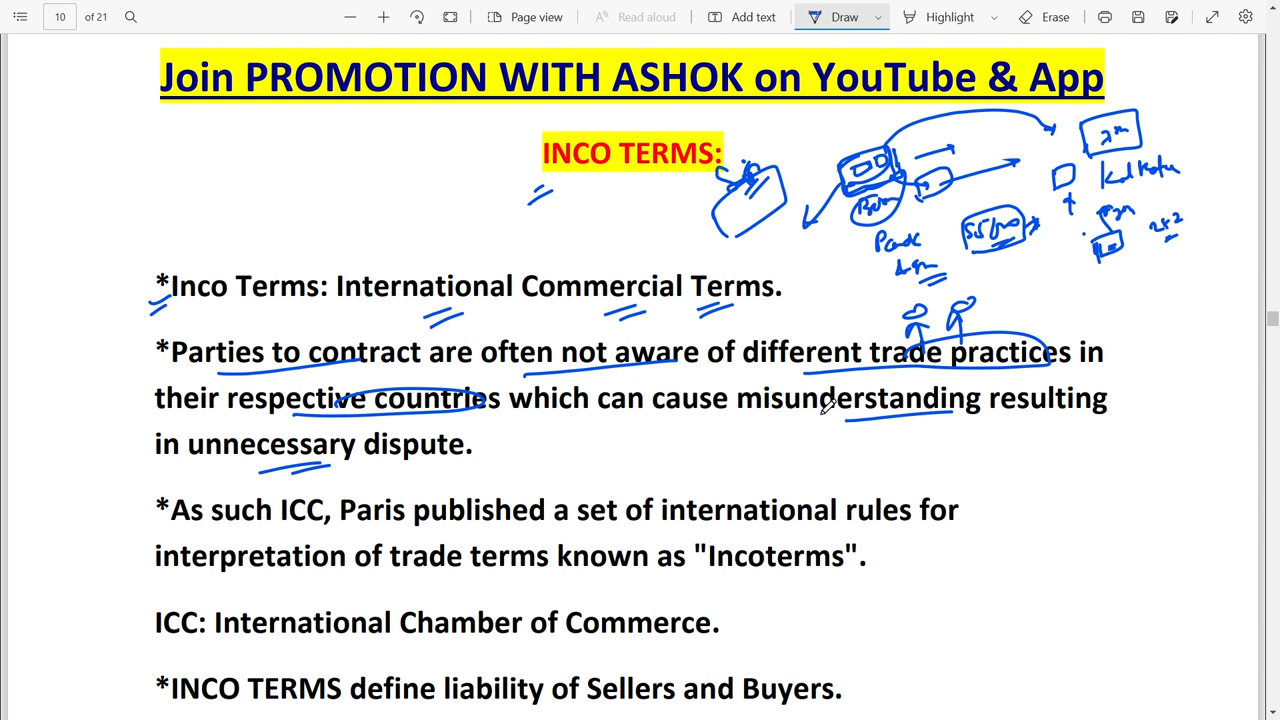 10 of 21
Page view
Read aloud
Add text
Draw
Highlight
Erase
Join PROMOTION WITH ASHOK on YouTube & App
INCO TERMS:
Kolkata
*Inco Terms: International Commercial Terms.
*Parties to contract are often not aware of different trade practices in
their respective countries which can cause misunderstanding resulting
in unnecessary dispute.
*As such ICC, Paris published a set of international rules for
interpretation of trade terms known as "Incoterms".
ICC: International Chamber of Commerce.
*INCO TERMS define liability of Sellers and Buyers.